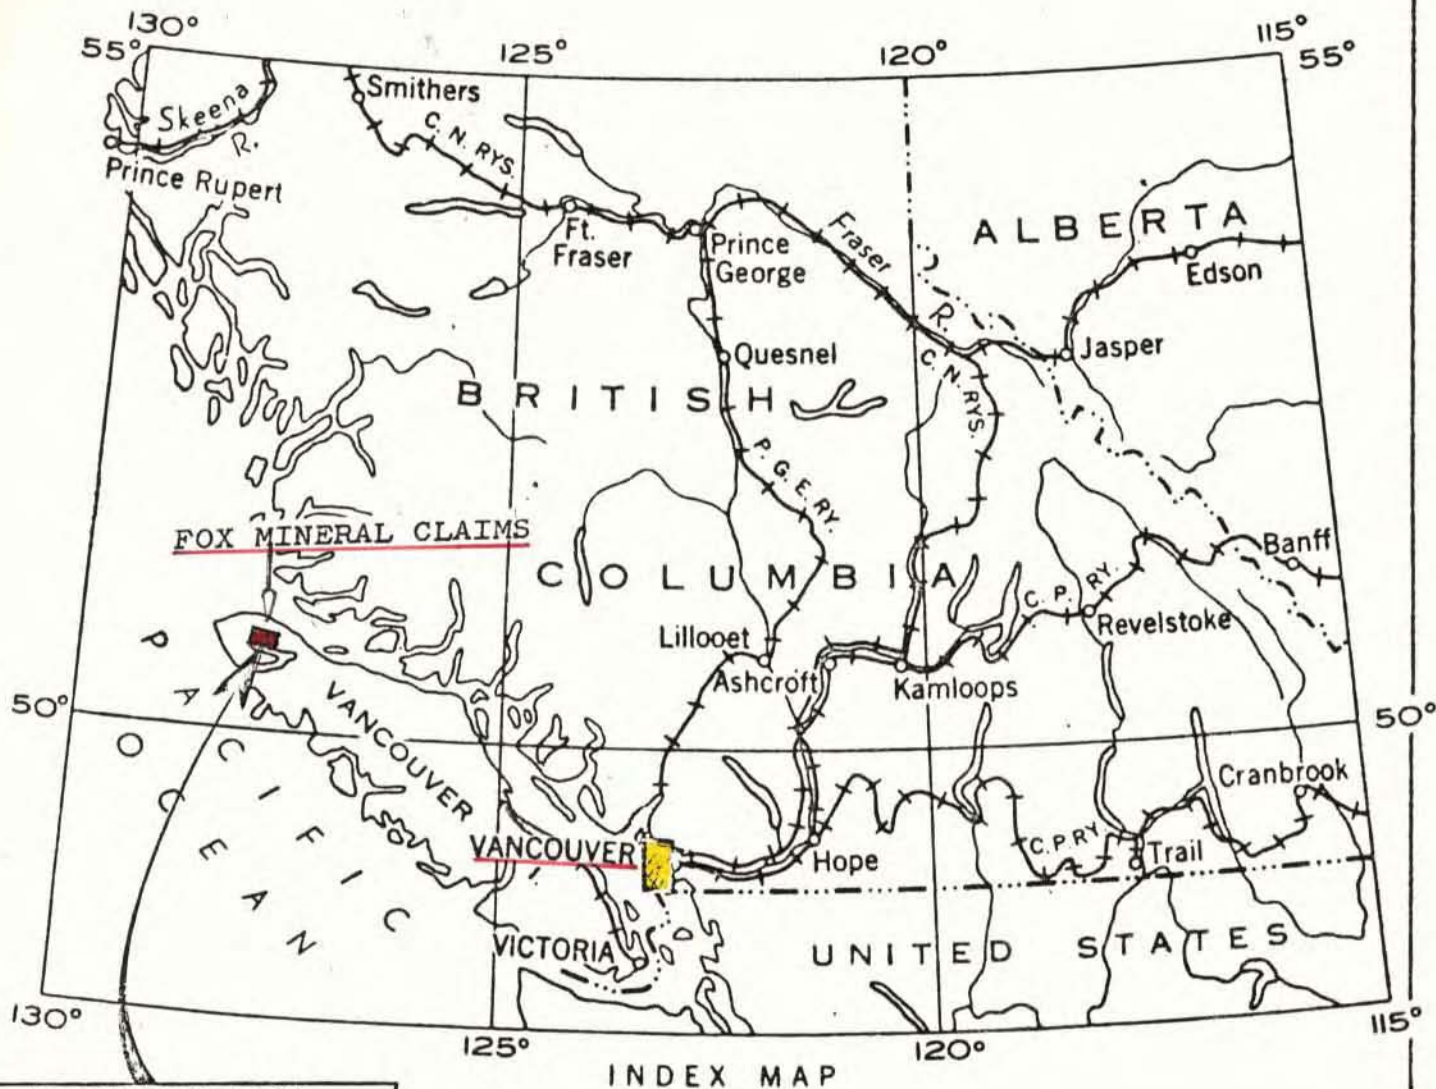 130°
125°
120°
115°
55°
55°
Smithers
Skeena
R.
C. N. RYS.
Prince Rupert
Ft.
Fraser
Prince
George
Fraser
R.
ALBERTA
Edson
Jasper
Quesnel
C. N. RYS.
BRITISH
P. G. E. RY.
FOX MINERAL CLAIMS
COLUMBIA
Banff
C. P. RY.
Revelstoke
Lillooet
Ashcroft
Kamloops
PACIFIC
OCEAN
VANCOUVER
50°
50°
Cranbrook
VANCOUVER
Hope
C.P.RY.
Trail
VICTORIA
UNITED STATES
130°
125°
120°
115°
INDEX MAP